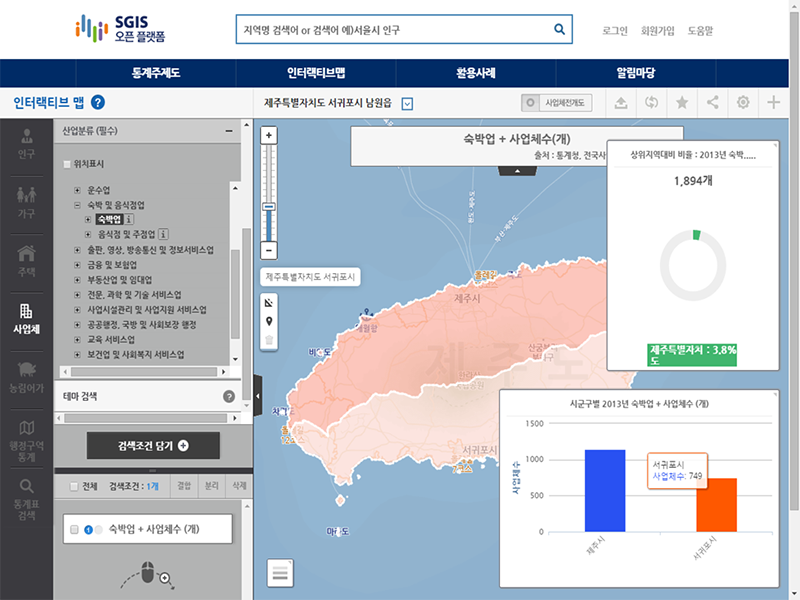 SGIS
오픈 플랫폼
지역명 검색어 or 검색어 예)서울시 인구
로그인 회원가입 도움말
통계주제도 인터랙티브맵 활용사례 알림마당
인터랙티브 맵 ?
제주특별자치도 서귀포시 남원읍
사업체전개도
인구
가구
주택
사업체
농림어가
행정구역
통계
통계표
검색
산업분류 (필수)
위치표시
운수업
숙박 및 음식점업
숙박업 i
음식점 및 주점업 i
출판, 영상, 방송통신 및 정보서비스업
금융 및 보험업
부동산업 및 임대업
전문, 과학 및 기술 서비스업
사업시설관리 및 사업지원 서비스업
공공행정, 국방 및 사회보장 행정
교육 서비스업
보건업 및 사회복지 서비스업
테마 검색 ?
검색조건 담기
전체 검색조건 : 1개 결합 분리 삭제
1 숙박업 + 사업체수 (개)
숙박업 + 사업체수(개)
출처 : 통계청, 전국사
제주특별자치도 서귀포시
제주시
제주도
서귀포시
마라도
상위지역대비 비율 : 2013년 숙박.....
1,894개
제주특별자치 : 3.8%
도
시군구별 2013년 숙박업 + 사업체수 (개)
사업체수
1500
1000
500
0
서귀포시
사업체수: 749
제주시
서귀포시